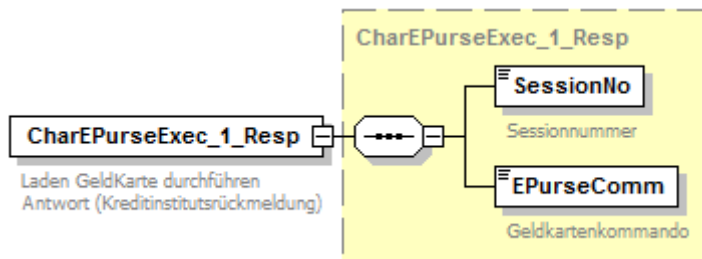 CharEPurseExec_1_Resp
SessionNo
Sessionnummer
CharEPurseExec_1_Resp
Laden GeldKarte durchführen
Antwort (Kreditinstitutsrückmeldung)
EPurseComm
Geldkartenkommando